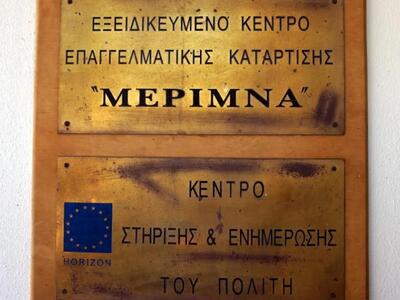 ΕΞΕΙΔΙΚΕΥΜΕΝΟ ΚΕΝΤΡΟ
ΕΠΑΓΓΕΛΜΑΤΙΚΗΣ ΚΑΤΑΡΤΙΣΗΣ
"ΜΕΡΙΜΝΑ"
ΚΕΝΤΡΟ
ΣΤΗΡΙΞΗΣ & ΕΝΗΜΕΡΩΣΗΣ
HORIZON
ΤΟΥ ΠΟΛΙΤΗ